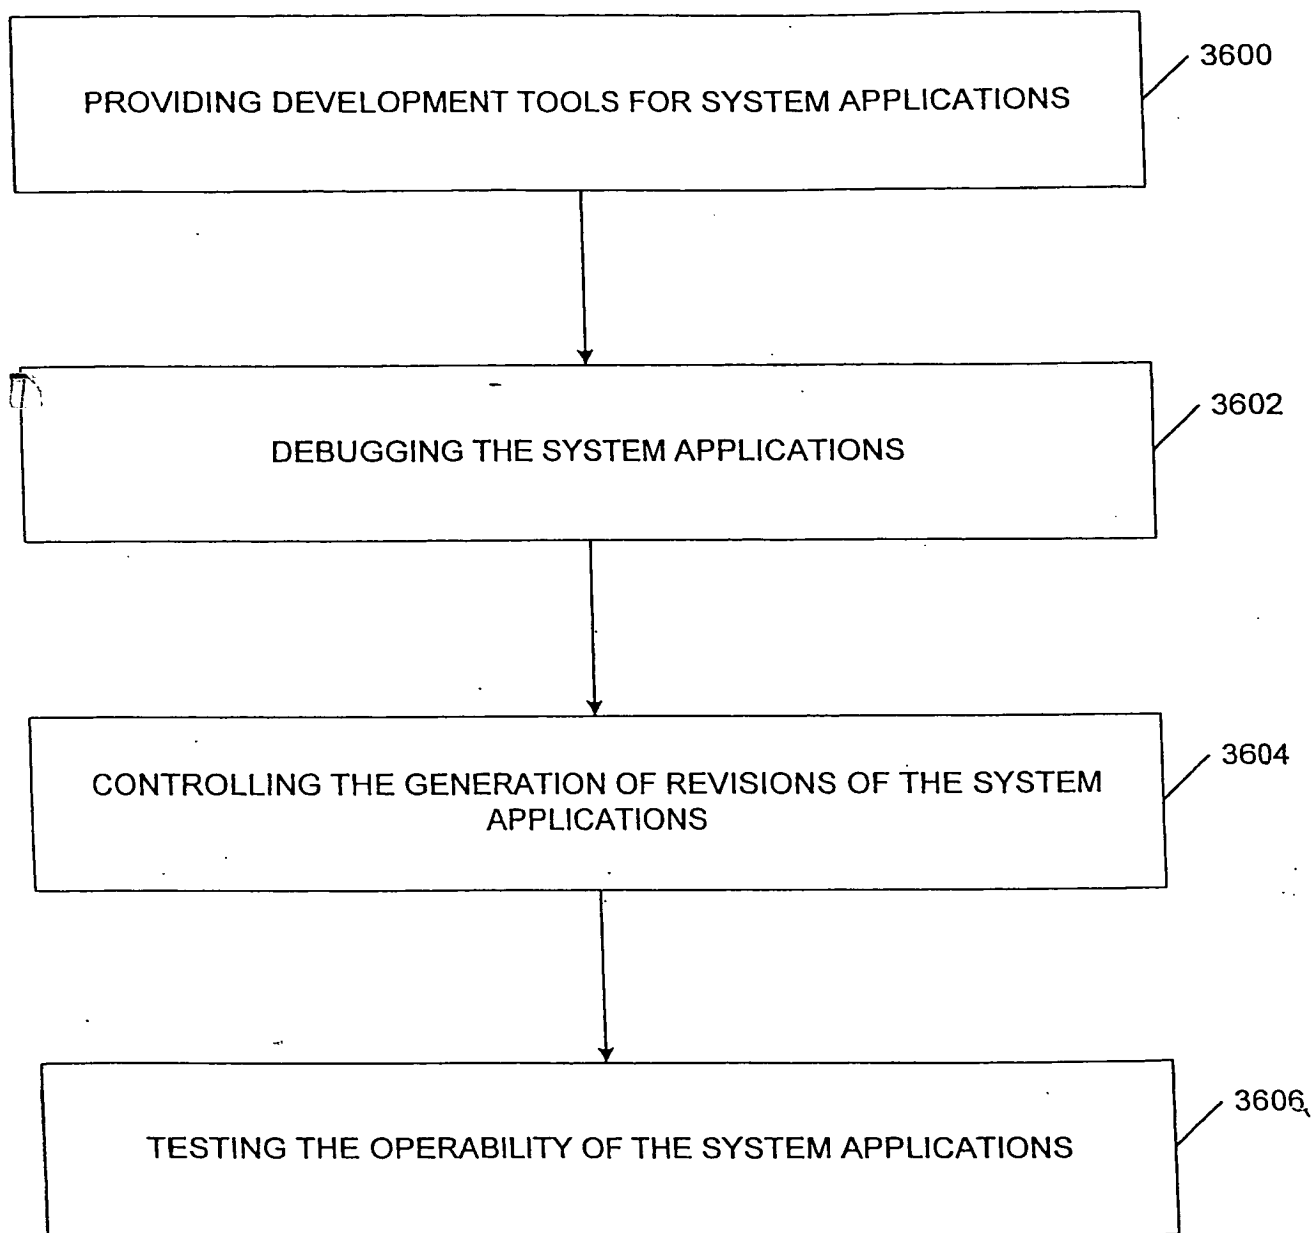 PROVIDING DEVELOPMENT TOOLS FOR SYSTEM APPLICATIONS
3600
DEBUGGING THE SYSTEM APPLICATIONS
3602
CONTROLLING THE GENERATION OF REVISIONS OF THE SYSTEM
APPLICATIONS
3604
TESTING THE OPERABILITY OF THE SYSTEM APPLICATIONS
3606